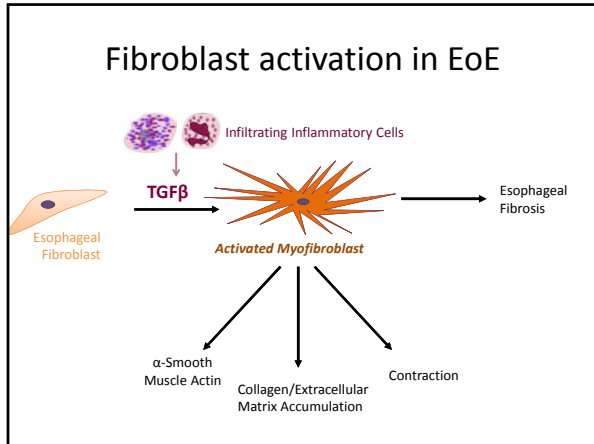 Fibroblast activation in EoE
Infiltrating Inflammatory Cells
TGFβ
Esophageal
Fibroblast
Activated Myofibroblast
Esophageal
Fibrosis
α-Smooth
Muscle Actin
Collagen/Extracellular
Matrix Accumulation
Contraction